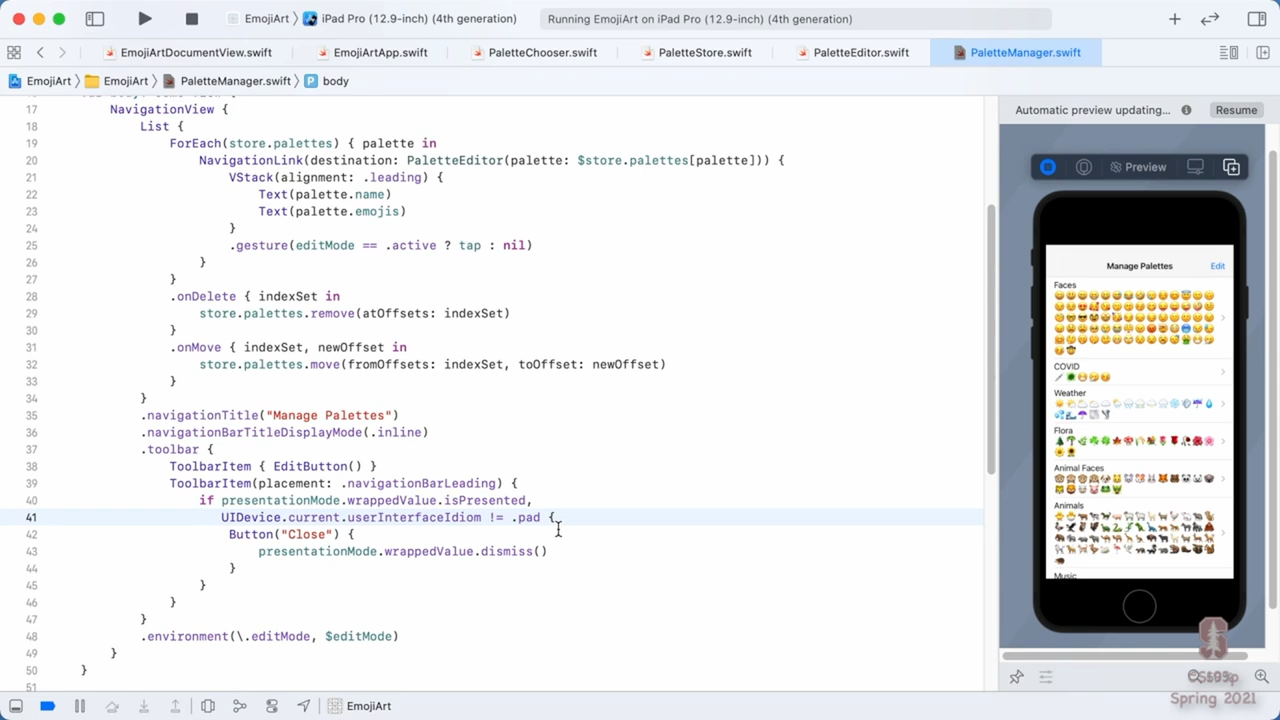 EmojiArt 〉 iPad Pro (12.9-inch) (4th generation)
Running EmojiArt on iPad Pro (12.9-inch) (4th generation)
EmojiArtDocumentView.swift
EmojiArtApp.swift
PaletteChooser.swift
PaletteStore.swift
PaletteEditor.swift
PaletteManager.swift
EmojiArt 〉 EmojiArt 〉 PaletteManager.swift 〉 P body
17 NavigationView {
18 List {
19 ForEach(store.palettes) { palette in
20 NavigationLink(destination: PaletteEditor(palette: $store.palettes[palette])) {
21 VStack(alignment: .leading) {
22 Text(palette.name)
23 Text(palette.emojis)
24 }
25 .gesture(editMode == .active ? tap : nil)
26 }
27 }
28 .onDelete { indexSet in
29 store.palettes.remove(atOffsets: indexSet)
30 }
31 .onMove { indexSet, newOffset in
32 store.palettes.move(fromOffsets: indexSet, toOffset: newOffset)
33 }
34 }
35 .navigationTitle("Manage Palettes")
36 .navigationBarTitleDisplayMode(.inline)
37 .toolbar {
38 ToolbarItem { EditButton() }
39 ToolbarItem(placement: .navigationBarLeading) {
40 if presentationMode.wrappedValue.isPresented,
41 UIDevice.current.userInterfaceIdiom != .pad {
42 Button("Close") {
43 presentationMode.wrappedValue.dismiss()
44 }
45 }
46 }
47 }
48 .environment(\.editMode, $editMode)
49 }
50 }
51
Automatic preview updating...
Resume
Preview
Manage Palettes
Edit
Faces
COVID
Weather
Flora
Animal Faces
Animals
Music
EmojiArt
CS193p
Spring 2021